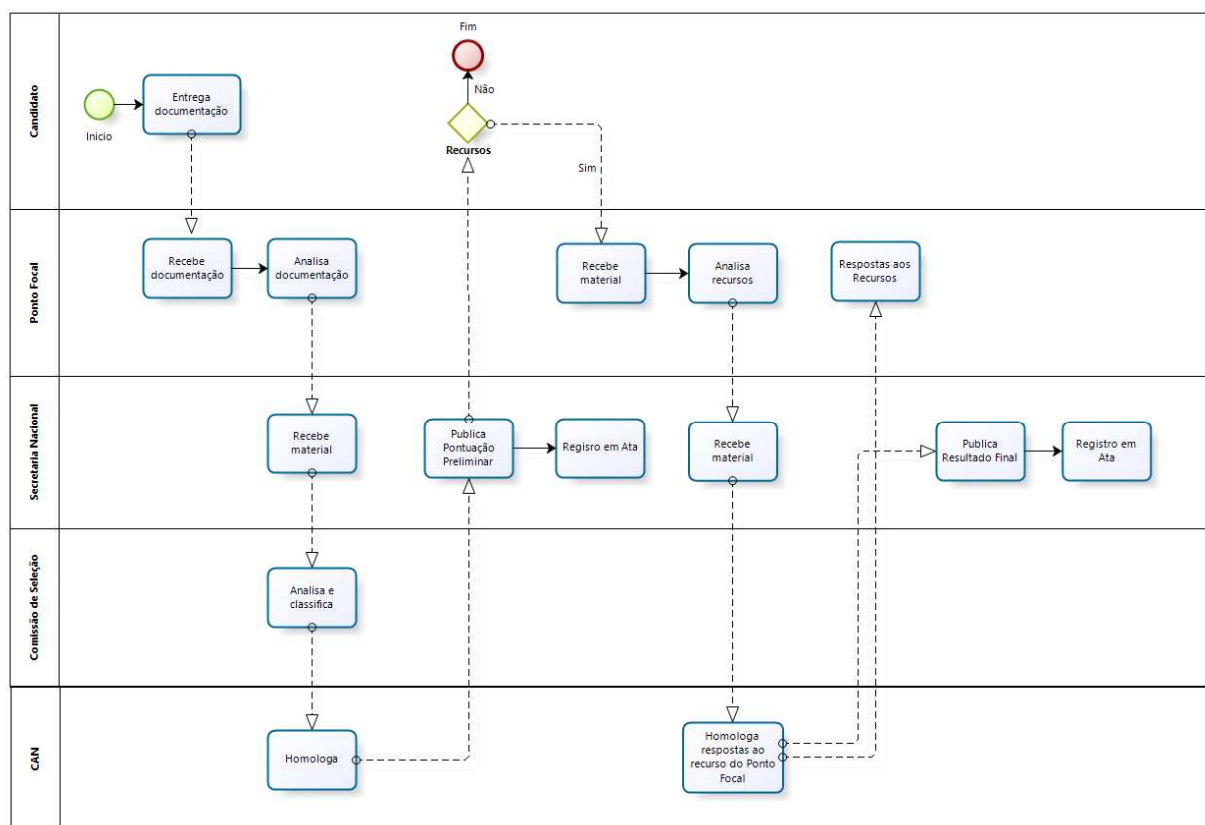 Candidato
Inicio
Entrega
documentação
Fim
Não
Recursos
Sim
Ponto Focal
Recebe
documentação
Analisa
documentação
Recebe
material
Analisa
recursos
Respostas aos
Recursos
Secretaria Nacional
Recebe
material
Publica
Pontuação
Preliminar
Regisro em Ata
Recebe
material
Publica
Resultado Final
Registro em
Ata
Comissão de Seleção
Analisa e
classifica
CAN
Homologa
Homologa
respostas ao
recurso do Ponto
Focal